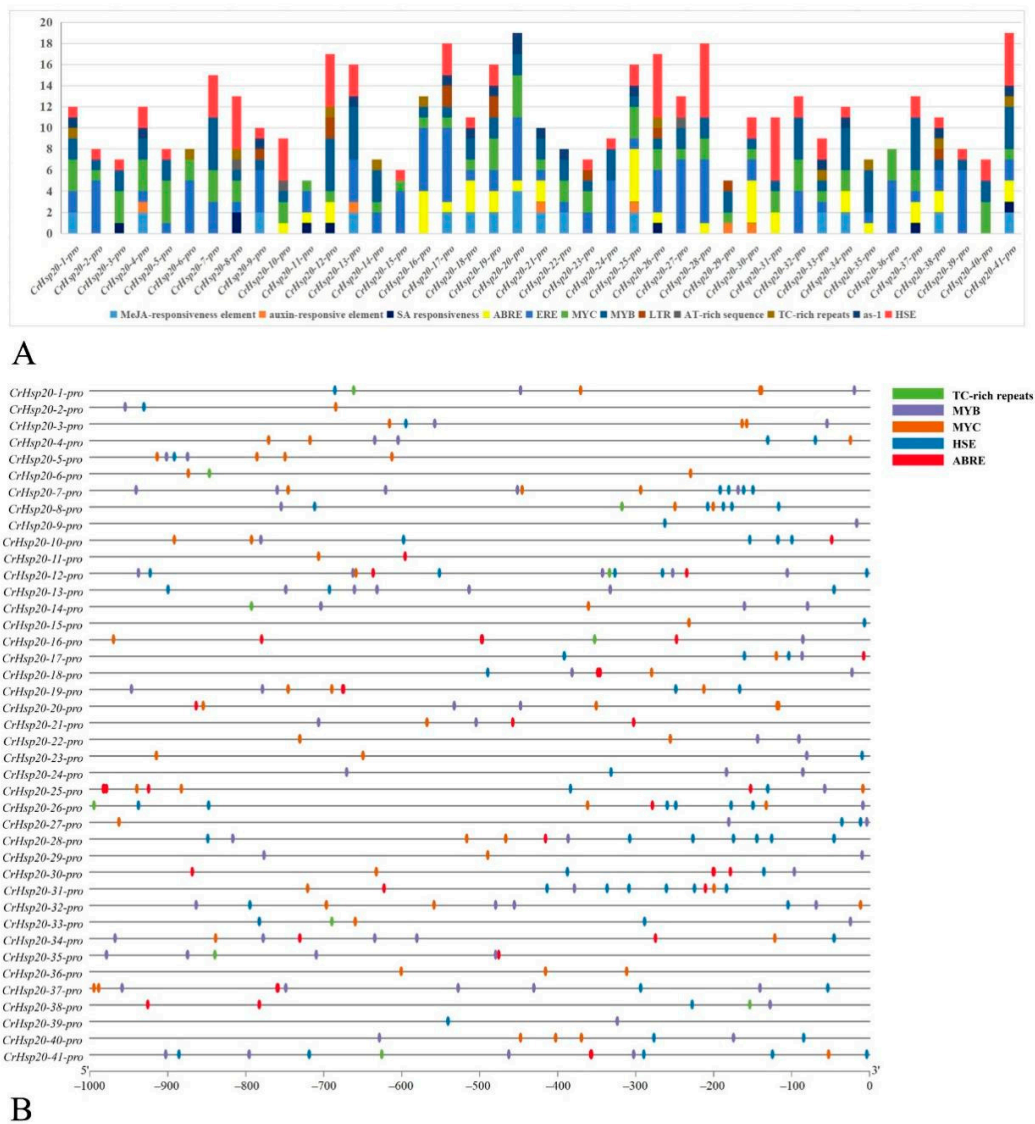 20
18
16
14
12
10
8
6
4
2
0
CrHsp20-1-pro
CrHsp20-2-pro
CrHsp20-3-pro
CrHsp20-4-pro
CrHsp20-5-pro
CrHsp20-6-pro
CrHsp20-7-pro
CrHsp20-8-pro
CrHsp20-9-pro
CrHsp20-10-pro
CrHsp20-11-pro
CrHsp20-12-pro
CrHsp20-13-pro
CrHsp20-14-pro
CrHsp20-15-pro
CrHsp20-16-pro
CrHsp20-17-pro
CrHsp20-18-pro
CrHsp20-19-pro
CrHsp20-20-pro
CrHsp20-21-pro
CrHsp20-22-pro
CrHsp20-23-pro
CrHsp20-24-pro
CrHsp20-25-pro
CrHsp20-26-pro
CrHsp20-27-pro
CrHsp20-28-pro
CrHsp20-29-pro
CrHsp20-30-pro
CrHsp20-31-pro
CrHsp20-32-pro
CrHsp20-33-pro
CrHsp20-34-pro
CrHsp20-35-pro
CrHsp20-36-pro
CrHsp20-37-pro
CrHsp20-38-pro
CrHsp20-39-pro
CrHsp20-40-pro
CrHsp20-41-pro
MeJA-responsiveness element auxin-responsive element SA responsiveness ABRE ERE MYC MYB LTR AT-rich sequence TC-rich repeats as-1 HSE
A
CrHsp20-1-pro
CrHsp20-2-pro
CrHsp20-3-pro
CrHsp20-4-pro
CrHsp20-5-pro
CrHsp20-6-pro
CrHsp20-7-pro
CrHsp20-8-pro
CrHsp20-9-pro
CrHsp20-10-pro
CrHsp20-11-pro
CrHsp20-12-pro
CrHsp20-13-pro
CrHsp20-14-pro
CrHsp20-15-pro
CrHsp20-16-pro
CrHsp20-17-pro
CrHsp20-18-pro
CrHsp20-19-pro
CrHsp20-20-pro
CrHsp20-21-pro
CrHsp20-22-pro
CrHsp20-23-pro
CrHsp20-24-pro
CrHsp20-25-pro
CrHsp20-26-pro
CrHsp20-27-pro
CrHsp20-28-pro
CrHsp20-29-pro
CrHsp20-30-pro
CrHsp20-31-pro
CrHsp20-32-pro
CrHsp20-33-pro
CrHsp20-34-pro
CrHsp20-35-pro
CrHsp20-36-pro
CrHsp20-37-pro
CrHsp20-38-pro
CrHsp20-39-pro
CrHsp20-40-pro
CrHsp20-41-pro
TC-rich repeats
MYB
MYC
HSE
ABRE
5' 3'
−1000 −900 −800 −700 −600 −500 −400 −300 −200 −100 0
B